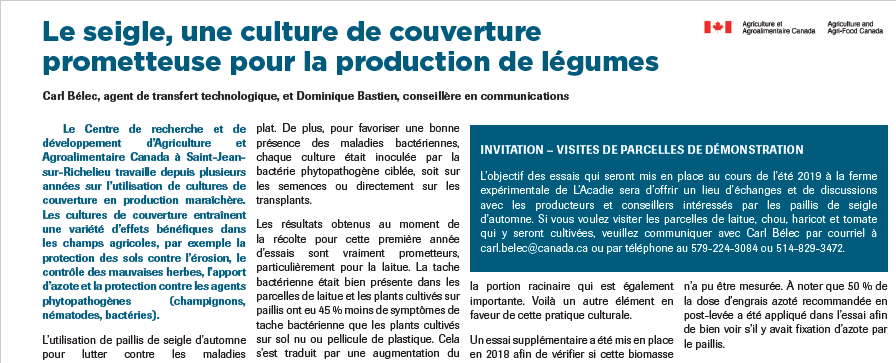 Le seigle, une culture de couverture
prometteuse pour la production de légumes
Agriculture et
Agroalimentaire Canada
Agriculture and
Agri-Food Canada
Carl Bélec, agent de transfert technologique, et Dominique Bastien, conseillère en communications
Le Centre de recherche et de
développement d'Agriculture et
Agroalimentaire Canada à Saint-Jean-
sur-Richelieu travaille depuis plusieurs
années sur l'utilisation de cultures de
couverture en production maraîchère.
Les cultures de couverture entraînent
une variété d'effets bénéfiques dans
les champs agricoles, par exemple la
protection des sols contre l'érosion, le
contrôle des mauvaises herbes, l'apport
d'azote et la protection contre les agents
phytopathogènes (champignons,
nématodes, bactéries).
L'utilisation de paillis de seigle d'automne
pour lutter contre les maladies
plat. De plus, pour favoriser une bonne
présence des maladies bactériennes,
chaque culture était inoculée par la
bactérie phytopathogène ciblée, soit sur
les semences ou directement sur les
transplants.
Les résultats obtenus au moment de
la récolte pour cette première année
d'essais sont vraiment prometteurs,
particulièrement pour la laitue. La tache
bactérienne était bien présente dans les
parcelles de laitue et les plants cultivés sur
paillis ont eu 45 % moins de symptômes de
tache bactérienne que les plants cultivés
sur sol nu ou pellicule de plastique. Cela
s'est traduit par une augmentation du
INVITATION – VISITES DE PARCELLES DE DÉMONSTRATION
L'objectif des essais qui seront mis en place au cours de l'été 2019 à la ferme
expérimentale de L'Acadie sera d'offrir un lieu d'échanges et de discussions
avec les producteurs et conseillers intéressés par les paillis de seigle
d'automne. Si vous voulez visiter les parcelles de laitue, chou, haricot et tomate
qui y seront cultivées, veuillez communiquer avec Carl Bélec par courriel à
carl.belec@canada.ca ou par téléphone au 579-224-3084 ou 514-829-3472.
la portion racinaire qui est également
importante. Voilà un autre élément en
faveur de cette pratique culturale.
Un essai supplémentaire a été mis en place
en 2018 afin de vérifier si cette biomasse
n'a pu être mesurée. À noter que 50 % de
la dose d'engrais azoté recommandée en
post-levée a été appliqué dans l'essai afin
de bien voir s'il y avait fixation d'azote par
le paillis.